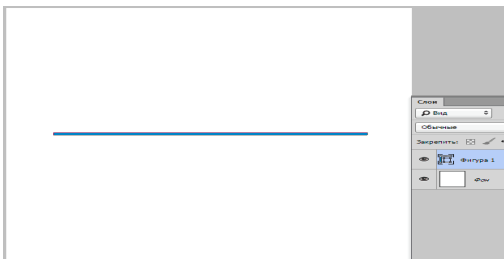 Слои
Вид
Обычные
Закрепить:
Фигура 1
Фон